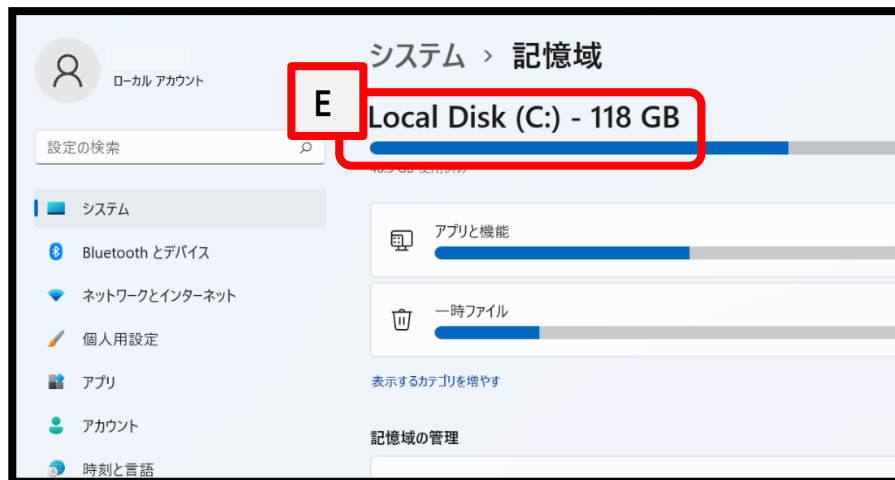 システム › 記憶域
ローカル アカウント
E
Local Disk (C:) - 118 GB
設定の検索
システム
アプリと機能
Bluetooth とデバイス
ネットワークとインターネット
一時ファイル
個人用設定
アプリ
表示するカテゴリを増やす
アカウント
記憶域の管理
時刻と言語